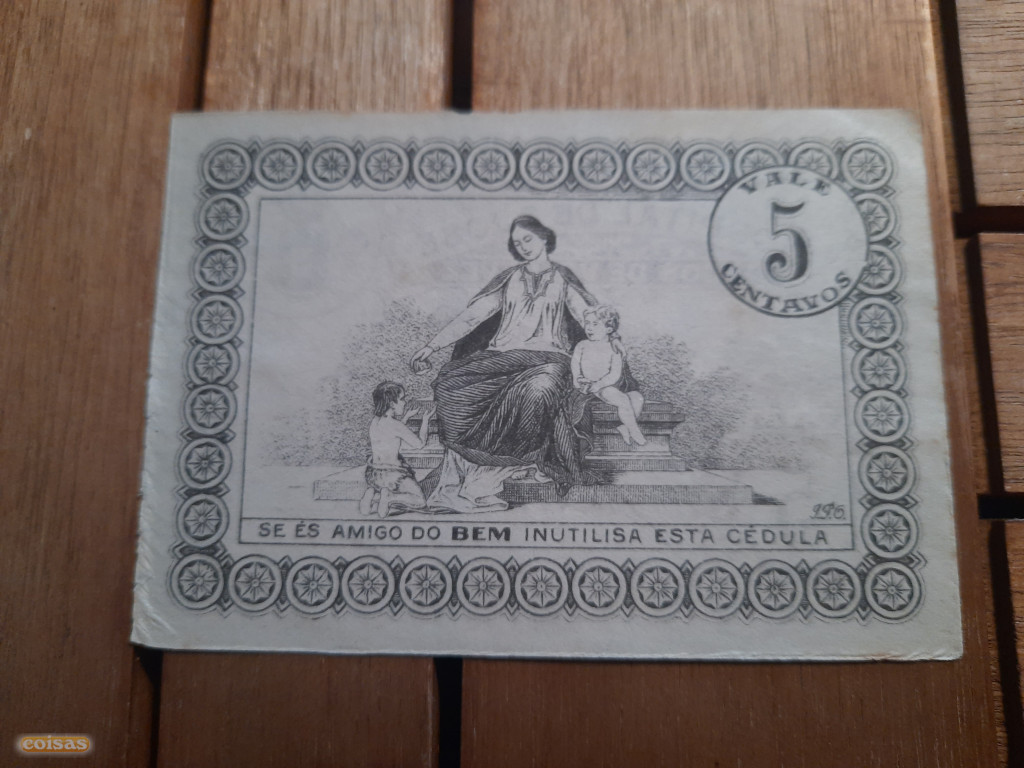 VALE
5
CENTAVOS
SE ÉS AMIGO DO BEM INUTILISA ESTA CÉDULA
coisas